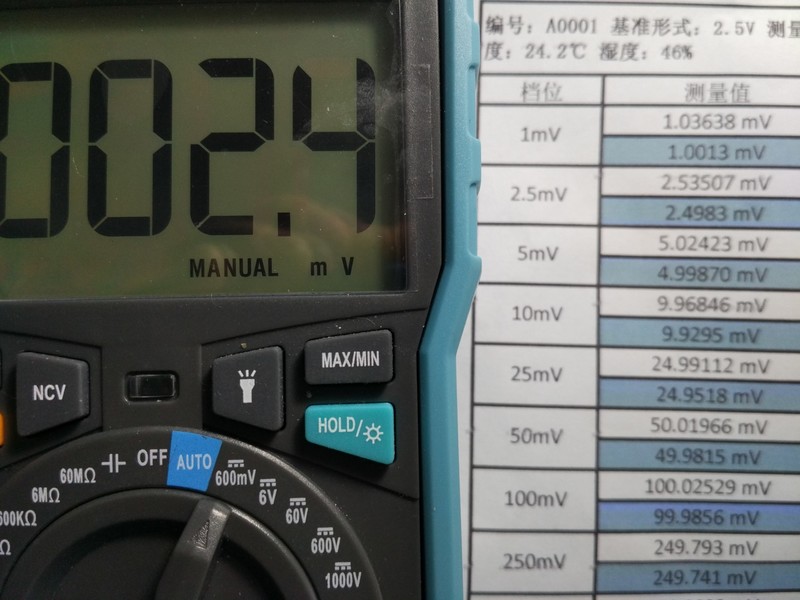 002.4
MANUAL m V
NCV
MAX/MIN
HOLD/
OFF
AUTO
60MΩ
6MΩ
600KΩ
Ω
600mV
6V
60V
600V
1000V
编号: A0001 基准形式: 2.5V 测量
度: 24.2℃ 湿度: 46%
档位 测量值
1mV 1.03638 mV
1.0013 mV
2.5mV 2.53507 mV
2.4983 mV
5mV 5.02423 mV
4.99870 mV
10mV 9.96846 mV
9.9295 mV
25mV 24.99112 mV
24.9518 mV
50mV 50.01966 mV
49.9815 mV
100mV 100.02529 mV
99.9856 mV
250mV 249.793 mV
249.741 mV